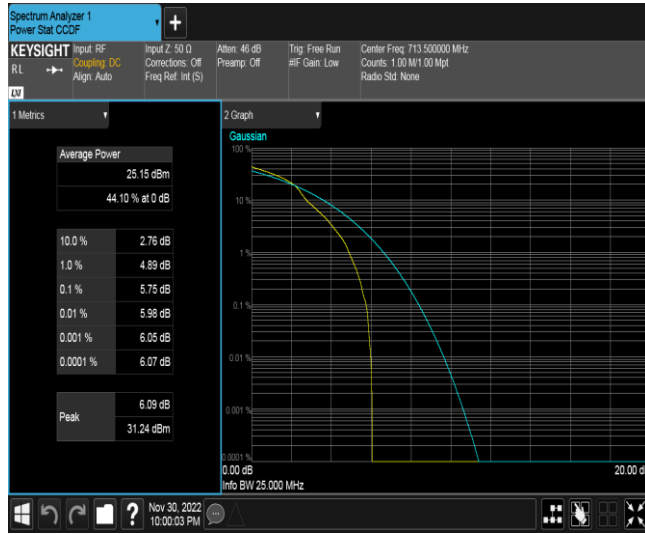 Spectrum Analyzer 1
Power Stat CCDF
+
KEYSIGHT
R L
LXI
Input: RF
Coupling: DC
Align: Auto
Input Z: 50 Ω
Corrections: Off
Freq Ref: Int (S)
Atten: 46 dB
Preamp: Off
Trig: Free Run
#IF Gain: Low
Center Freq: 713.500000 MHz
Counts: 1.00 M/1.00 Mpt
Radio Std: None
1 Metrics
Average Power
25.15 dBm
44.10 % at 0 dB
10.0 % 2.76 dB
1.0 % 4.89 dB
0.1 % 5.75 dB
0.01 % 5.98 dB
0.001 % 6.05 dB
0.0001 % 6.07 dB
Peak
6.09 dB
31.24 dBm
2 Graph
Gaussian
100 %
10 %
1 %
0.1 %
0.01 %
0.001 %
0.0001 %
0.00 dB
20.00 d
Info BW 25.000 MHz
?
Nov 30, 2022
10:00:03 PM